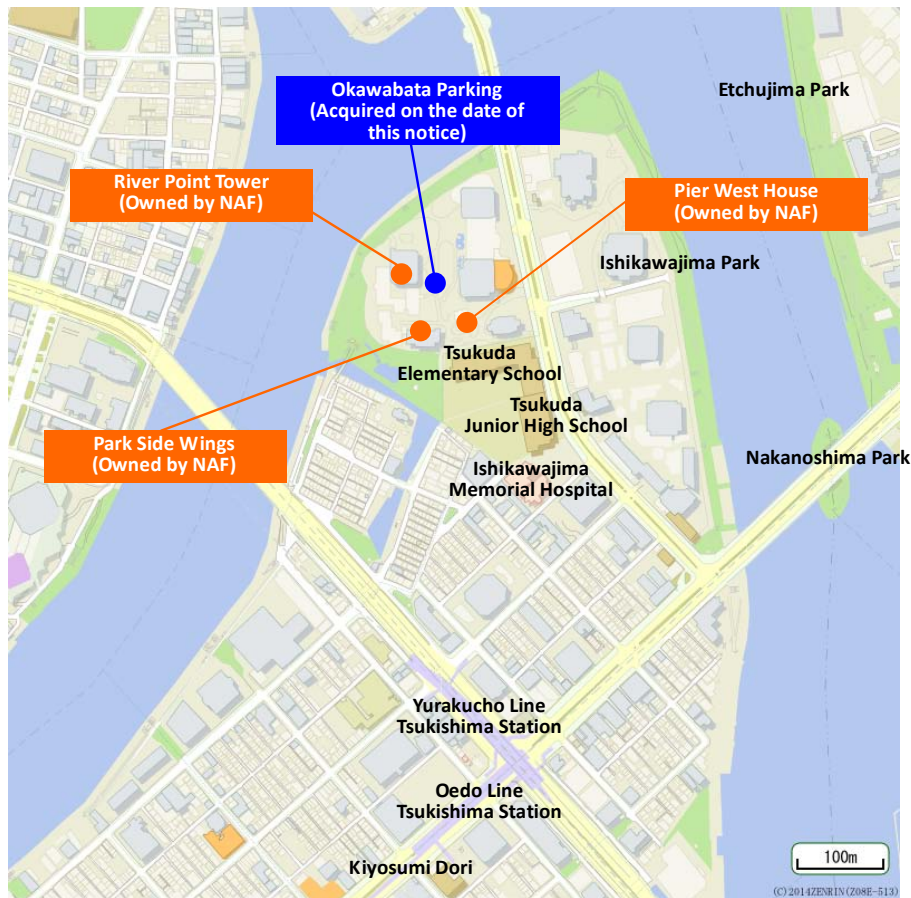 Okawabata Parking
(Acquired on the date of
this notice)
Etchujima Park
River Point Tower
(Owned by NAF)
Pier West House
(Owned by NAF)
Ishikawajima Park
Tsukuda
Elementary School
Tsukuda
Junior High School
Park Side Wings
(Owned by NAF)
Ishikawajima
Memorial Hospital
Nakanoshima Park
Yurakucho Line
Tsukishima Station
Oedo Line
Tsukishima Station
Kiyosumi Dori
100m
(C)2014ZENRIN(Z08E-513)